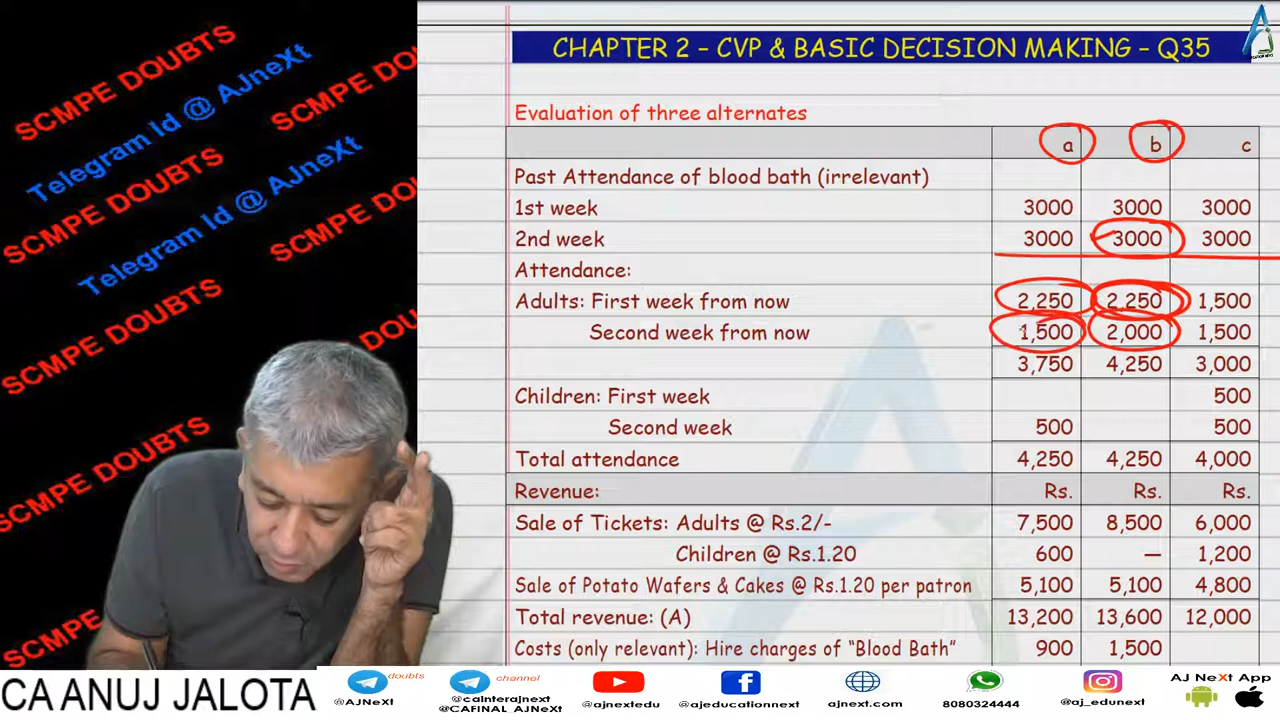 SCMPE DOUBTS
Telegram Id @ AJneXt
SCMPE DOUBTS
SCMPE DOUBTS
Telegram Id @ AJneXt
SCMPE DOUBTS
SCMPE DOUBTS
SCMPE DOUBTS
SCMPE
CHAPTER 2 – CVP & BASIC DECISION MAKING – Q35
Evaluation of three alternates
a b c
Past Attendance of blood bath (irrelevant)
1st week 3000 3000 3000
2nd week 3000 3000 3000
Attendance:
Adults: First week from now 2,250 2,250 1,500
Second week from now 1,500 2,000 1,500
3,750 4,250 3,000
Children: First week 500
Second week 500 500
Total attendance 4,250 4,250 4,000
Revenue: Rs. Rs. Rs.
Sale of Tickets: Adults @ Rs.2/- 7,500 8,500 6,000
Children @ Rs.1.20 600 — 1,200
Sale of Potato Wafers & Cakes @ Rs.1.20 per patron 5,100 5,100 4,800
Total revenue: (A) 13,200 13,600 12,000
Costs (only relevant): Hire charges of “Blood Bath” 900 1,500
CA ANUJ JALOTA
doubts
@AJNeXt
channel
@caInterajnext
@CAFINAL_AJNeXt
@ajnextedu
@ajeducationnext
ajnext.com
8080324444
@aj_edunext
AJ NeXt App